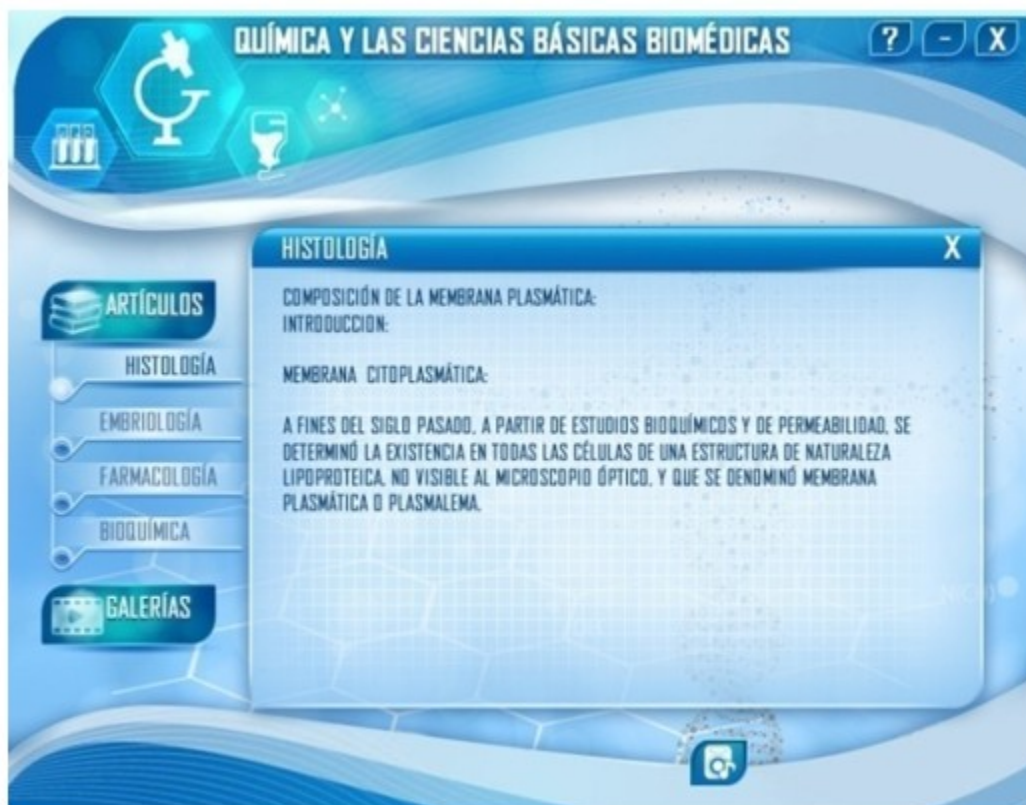 QUÍMICA Y LAS CIENCIAS BÁSICAS BIOMÉDICAS
? - X
HISTOLOGÍA X
COMPOSICIÓN DE LA MEMBRANA PLASMÁTICA:
INTRODUCCION:
MEMBRANA CITOPLASMÁTICA:
A FINES DEL SIGLO PASADO, A PARTIR DE ESTUDIOS BIOQUÍMICOS Y DE PERMEABILIDAD, SE
DETERMINÓ LA EXISTENCIA EN TODAS LAS CÉLULAS DE UNA ESTRUCTURA DE NATURALEZA
LIPOPROTEICA, NO VISIBLE AL MICROSCOPIO ÓPTICO, Y QUE SE DENOMINÓ MEMBRANA
PLASMÁTICA O PLASMALEMA.
ARTÍCULOS
HISTOLOGÍA
EMBRIOLOGÍA
FARMACOLOGÍA
BIOQUÍMICA
GALERÍAS